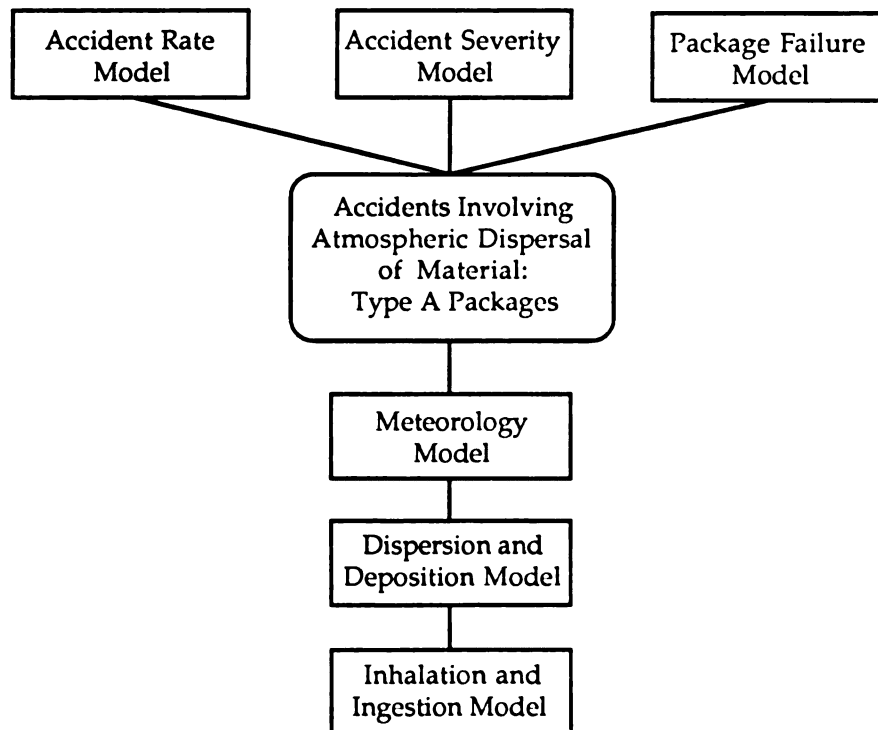 Accident Rate
Model
Accident Severity
Model
Package Failure
Model
Accidents Involving
Atmospheric Dispersal
of Material:
Type A Packages
Meteorology
Model
Dispersion and
Deposition Model
Inhalation and
Ingestion Model